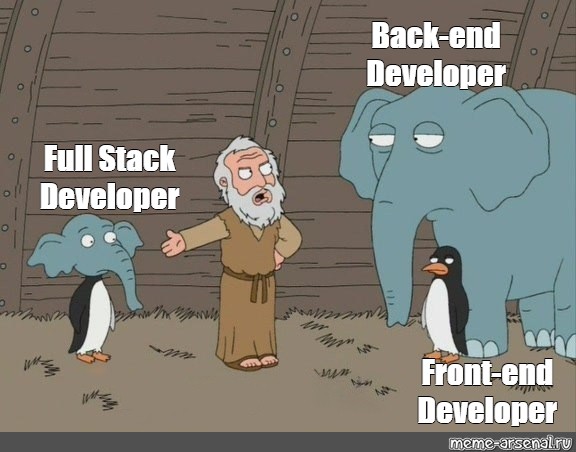 Back-end
Developer
Full Stack
Developer
Front-end
Developer
meme-arsenal.ru